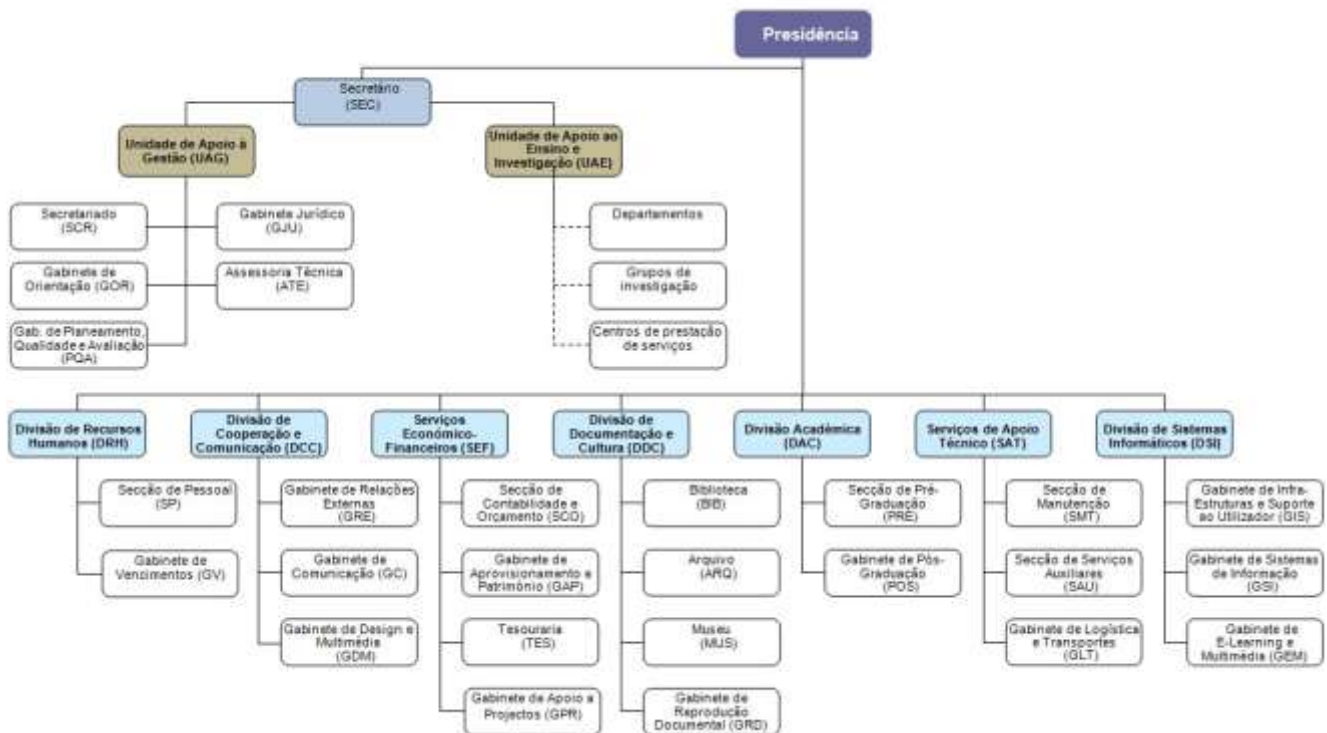 Presidência
Secretário
(SEC)
Unidade de Apoio à
Gestão (UAG)
Unidade de Apoio ao
Ensino e
Investigação (UAE)
Secretariado
(SCR)
Gabinete Jurídico
(GJU)
Gabinete de
Orientação (GOR)
Assessoria Técnica
(ATE)
Gab. de Planeamento,
Qualidade e Avaliação
(PQA)
Departamentos
Grupos de
investigação
Centros de prestação
de serviços
Divisão de Recursos
Humanos (DRH)
Divisão de
Cooperação e
Comunicação (DCC)
Serviços
Económico-
Financeiros (SEF)
Divisão de
Documentação e
Cultura (DDC)
Divisão Académica
(DAC)
Serviços de Apoio
Técnico (SAT)
Divisão de Sistemas
Informáticos (DSI)
Secção de Pessoal
(SP)
Gabinete de
Vencimentos (GV)
Gabinete de Relações
Externas
(GRE)
Gabinete de
Comunicação (GC)
Gabinete de Design e
Multimédia
(GDM)
Secção de
Contabilidade e
Orçamento (SCO)
Gabinete de
Aprovisionamento e
Património (GAP)
Tesouraria
(TES)
Gabinete de Apoio a
Projectos (GPR)
Biblioteca
(BIB)
Arquivo
(ARQ)
Museu
(MUS)
Gabinete de
Reprodução
Documental (GRD)
Secção de Pré-
Graduação
(PRE)
Gabinete de Pós-
Graduação
(POS)
Secção de
Manutenção
(SMT)
Secção de Serviços
Auxiliares
(SAU)
Gabinete de Logística
e Transportes
(GLT)
Gabinete de Infra-
Estruturas e Suporte
ao Utilizador (GIS)
Gabinete de Sistemas
de Informação
(GSI)
Gabinete de
E-Learning e
Multimédia (GEM)